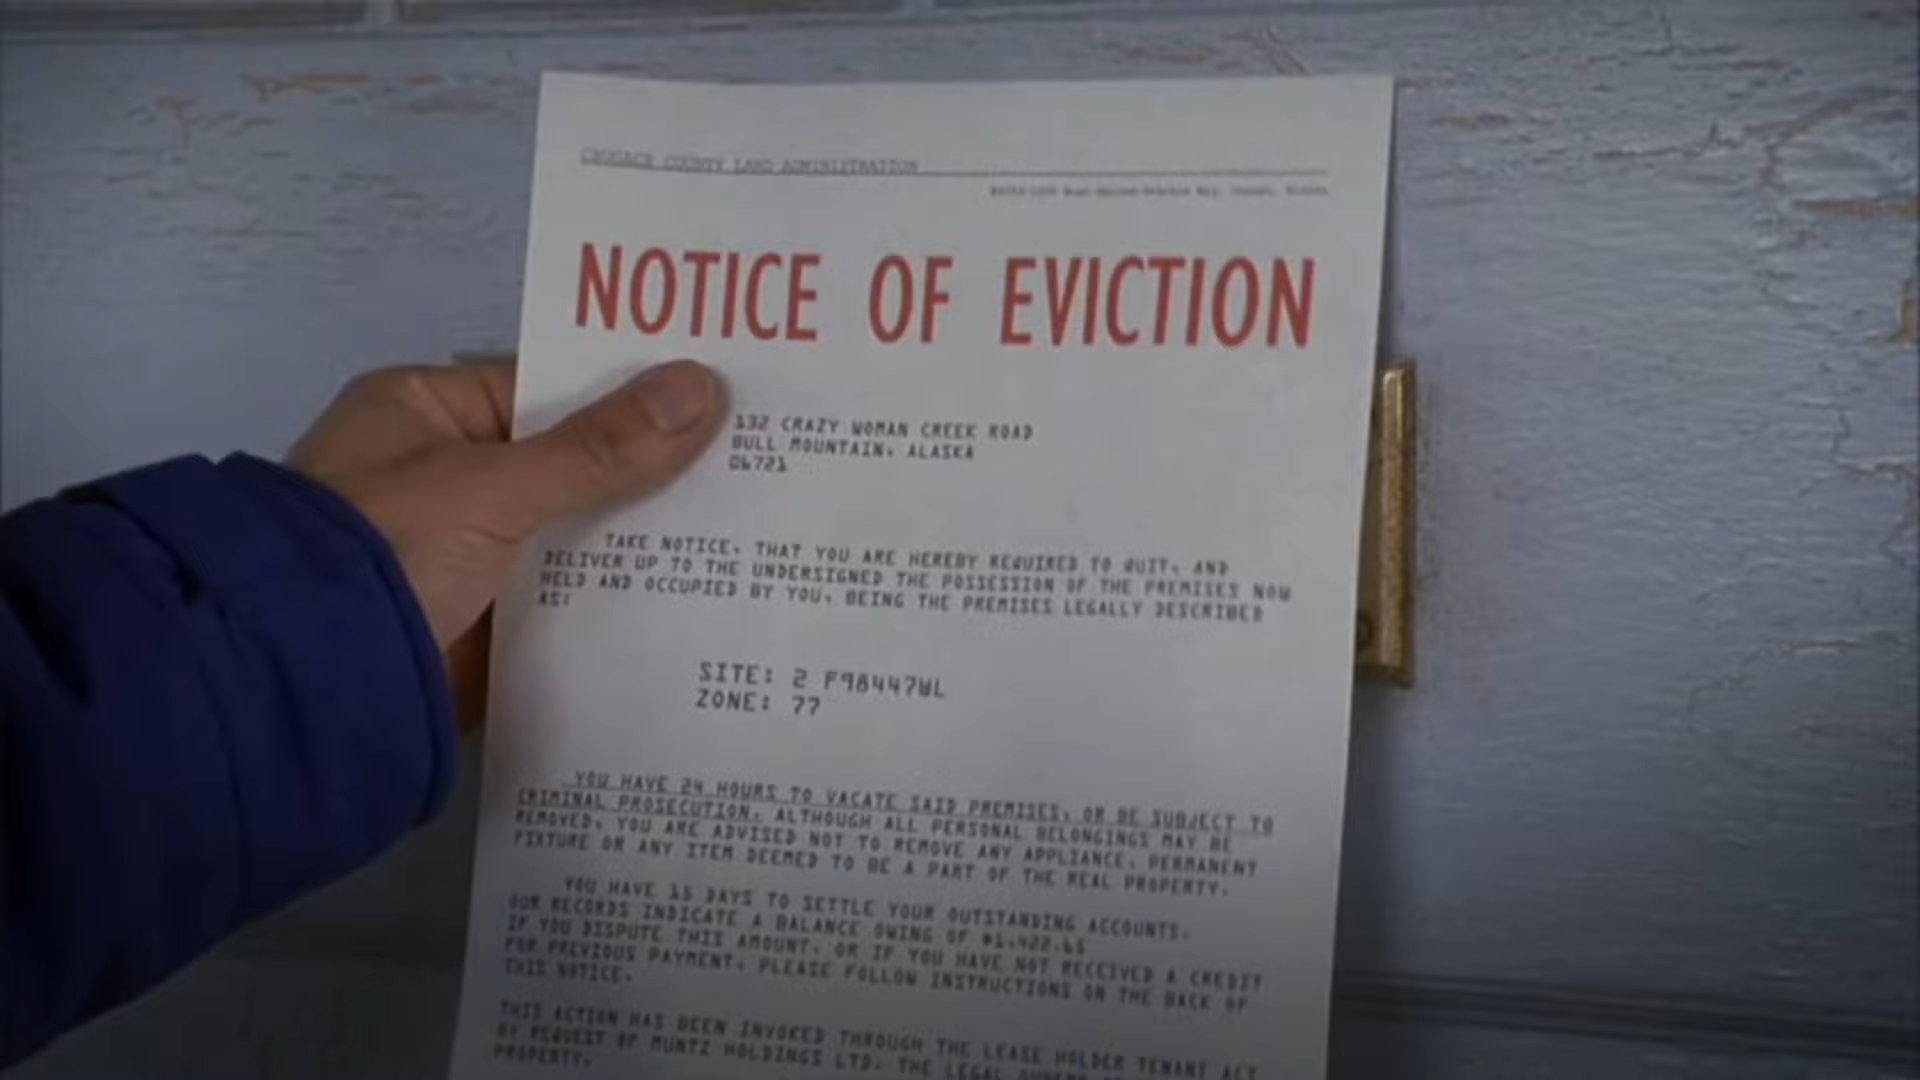 COUNTY LAND ADMINISTRATION
NOTICE OF EVICTION
132 CRAZY WOMAN CREEK ROAD
BULL MOUNTAIN, ALASKA
06721
TAKE NOTICE, THAT YOU ARE HEREBY REQUIRED TO QUIT, AND
DELIVER UP TO THE UNDERSIGNED THE POSSESSION OF THE PREMISES NOW
HELD AND OCCUPIED BY YOU, BEING THE PREMISES LEGALLY DESCRIBED
AS:
SITE: 2 F98447WL
ZONE: 77
YOU HAVE 24 HOURS TO VACATE SAID PREMISES, OR BE SUBJECT TO
CRIMINAL PROSECUTION. ALTHOUGH ALL PERSONAL BELONGINGS MAY BE
REMOVED, YOU ARE ADVISED NOT TO REMOVE ANY APPLIANCE, PERMANENT
FIXTURE OR ANY ITEM DEEMED TO BE A PART OF THE REAL PROPERTY.
YOU HAVE 15 DAYS TO SETTLE YOUR OUTSTANDING ACCOUNTS.
OUR RECORDS INDICATE A BALANCE OWING OF $1,422.65
IF YOU DISPUTE THIS AMOUNT, OR IF YOU HAVE NOT RECEIVED A CREDIT
FOR PREVIOUS PAYMENT, PLEASE FOLLOW INSTRUCTIONS ON THE BACK OF
THIS NOTICE.
THIS ACTION HAS BEEN INVOKED THROUGH THE LEASE HOLDER TENANT ACT
BY REQUEST OF MUNTZ HOLDINGS LTD. THE LEGAL
PROPERTY.